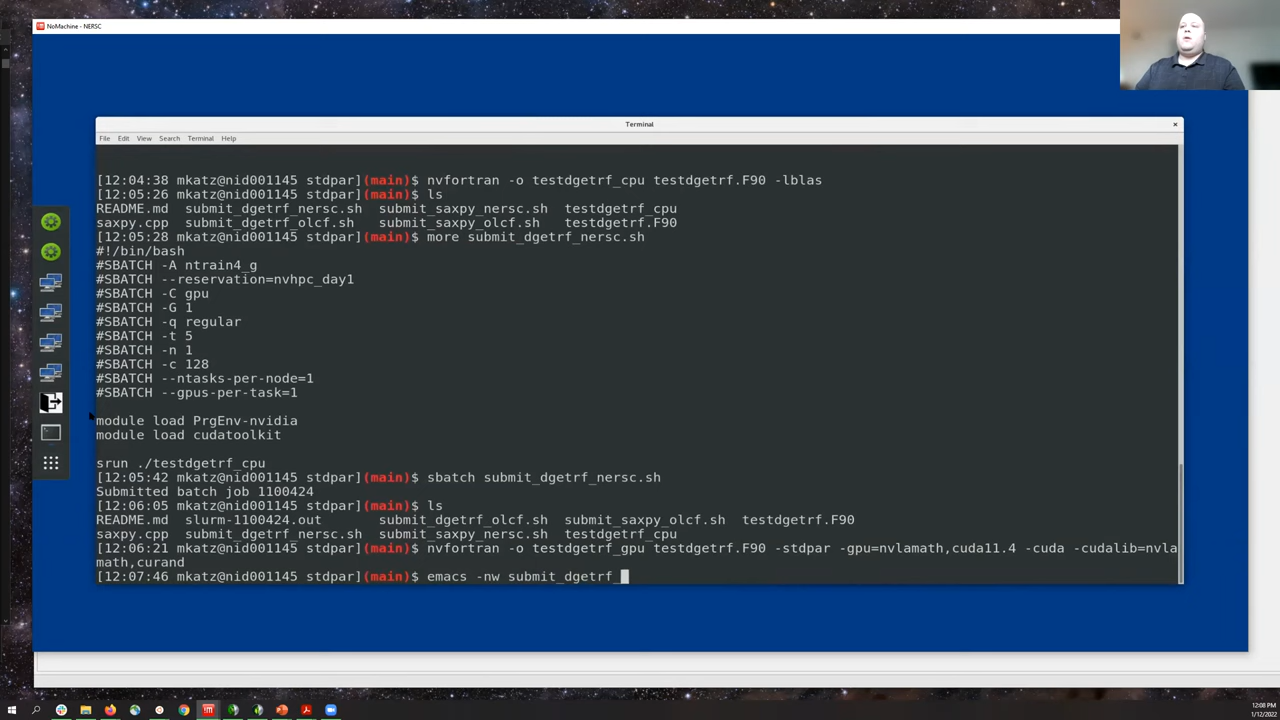 NoMachine - NERSC
Terminal
File Edit View Search Terminal Help
[12:04:38 mkatz@nid001145 stdpar](main)$ nvfortran -o testdgetrf_cpu testdgetrf.F90 -lblas
[12:05:26 mkatz@nid001145 stdpar](main)$ ls
README.md submit_dgetrf_nersc.sh submit_saxpy_nersc.sh testdgetrf_cpu
saxpy.cpp submit_dgetrf_olcf.sh submit_saxpy_olcf.sh testdgetrf.F90
[12:05:28 mkatz@nid001145 stdpar](main)$ more submit_dgetrf_nersc.sh
#!/bin/bash
#SBATCH -A ntrain4_g
#SBATCH --reservation=nvhpc_day1
#SBATCH -C gpu
#SBATCH -G 1
#SBATCH -q regular
#SBATCH -t 5
#SBATCH -n 1
#SBATCH -c 128
#SBATCH --ntasks-per-node=1
#SBATCH --gpus-per-task=1
module load PrgEnv-nvidia
module load cudatoolkit
srun ./testdgetrf_cpu
[12:05:42 mkatz@nid001145 stdpar](main)$ sbatch submit_dgetrf_nersc.sh
Submitted batch job 1100424
[12:06:05 mkatz@nid001145 stdpar](main)$ ls
README.md slurm-1100424.out submit_dgetrf_olcf.sh submit_saxpy_olcf.sh testdgetrf.F90
saxpy.cpp submit_dgetrf_nersc.sh submit_saxpy_nersc.sh testdgetrf_cpu
[12:06:21 mkatz@nid001145 stdpar](main)$ nvfortran -o testdgetrf_gpu testdgetrf.F90 -stdpar -gpu=nvlamath,cuda11.4 -cuda -cudalib=nvla
math,curand
[12:07:46 mkatz@nid001145 stdpar](main)$ emacs -nw submit_dgetrf_
12:08 PM
1/12/2022